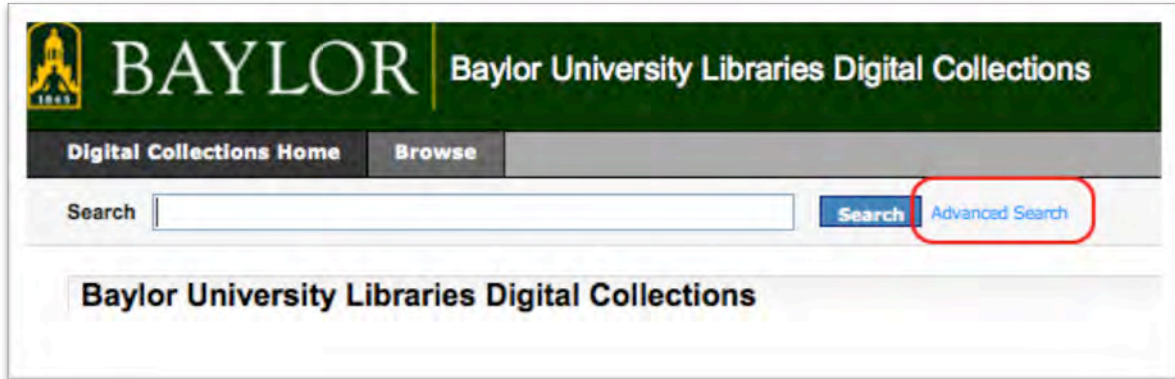 BAYLOR
Baylor University Libraries Digital Collections
1845
Digital Collections Home
Browse
Search
Search
Advanced Search
Baylor University Libraries Digital Collections